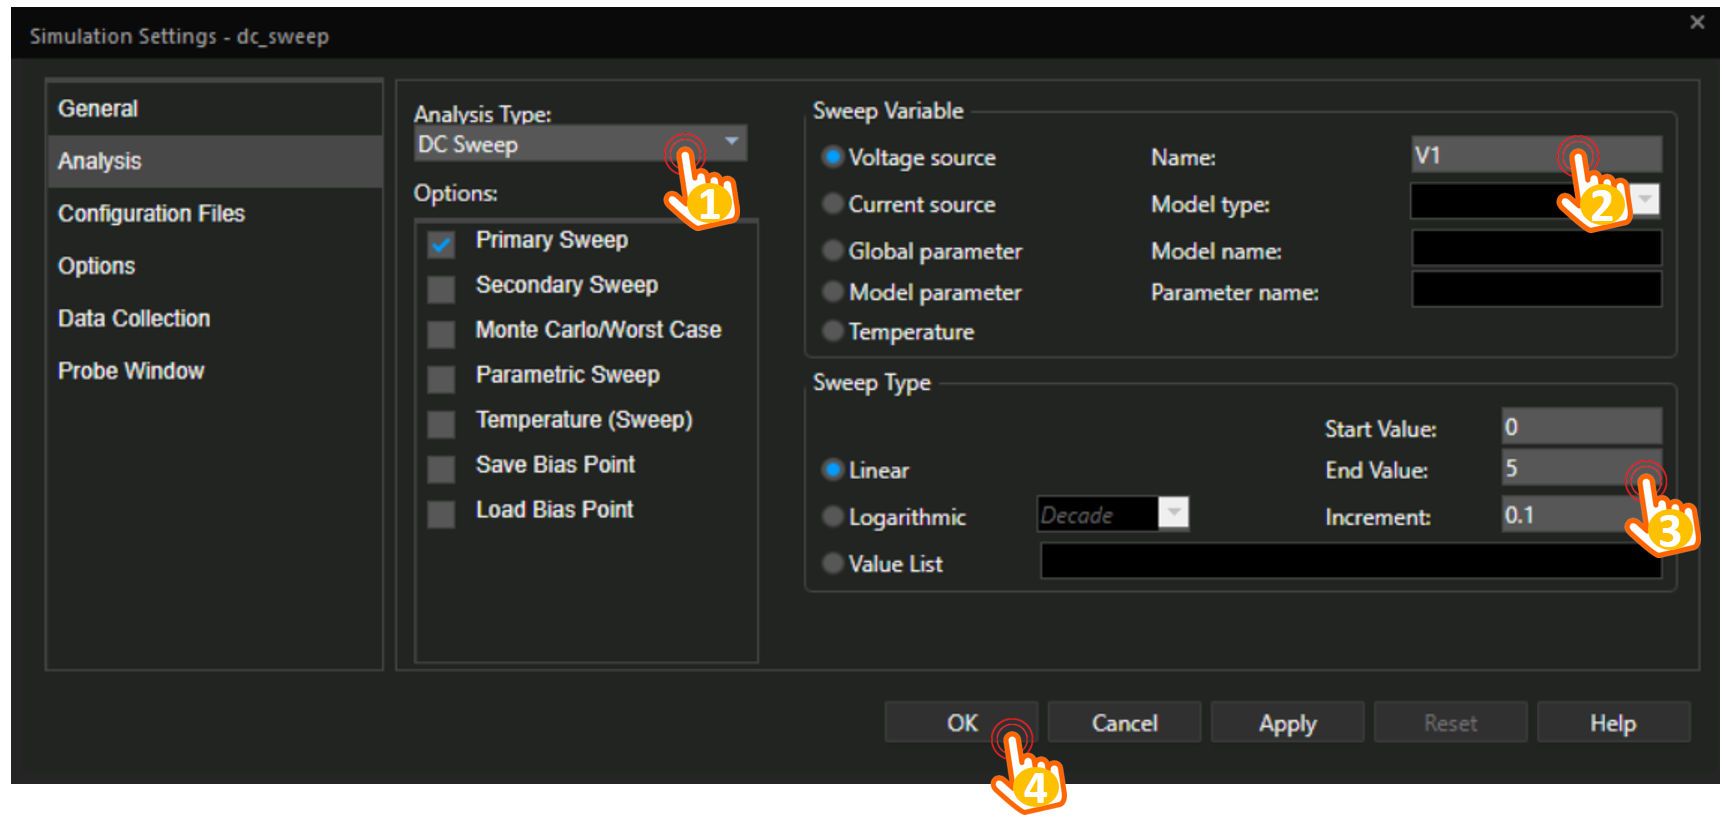 Simulation Settings - dc_sweep
×
General
Analysis
Configuration Files
Options
Data Collection
Probe Window
Analysis Type:
DC Sweep
1
Options:
Primary Sweep
Secondary Sweep
Monte Carlo/Worst Case
Parametric Sweep
Temperature (Sweep)
Save Bias Point
Load Bias Point
Sweep Variable
Voltage source
Name:
V1
2
Current source
Model type:
Global parameter
Model name:
Model parameter
Parameter name:
Temperature
Sweep Type
Start Value:
0
Linear
End Value:
5
Logarithmic
Decade
Increment:
0.1
3
Value List
OK
4
Cancel
Apply
Reset
Help